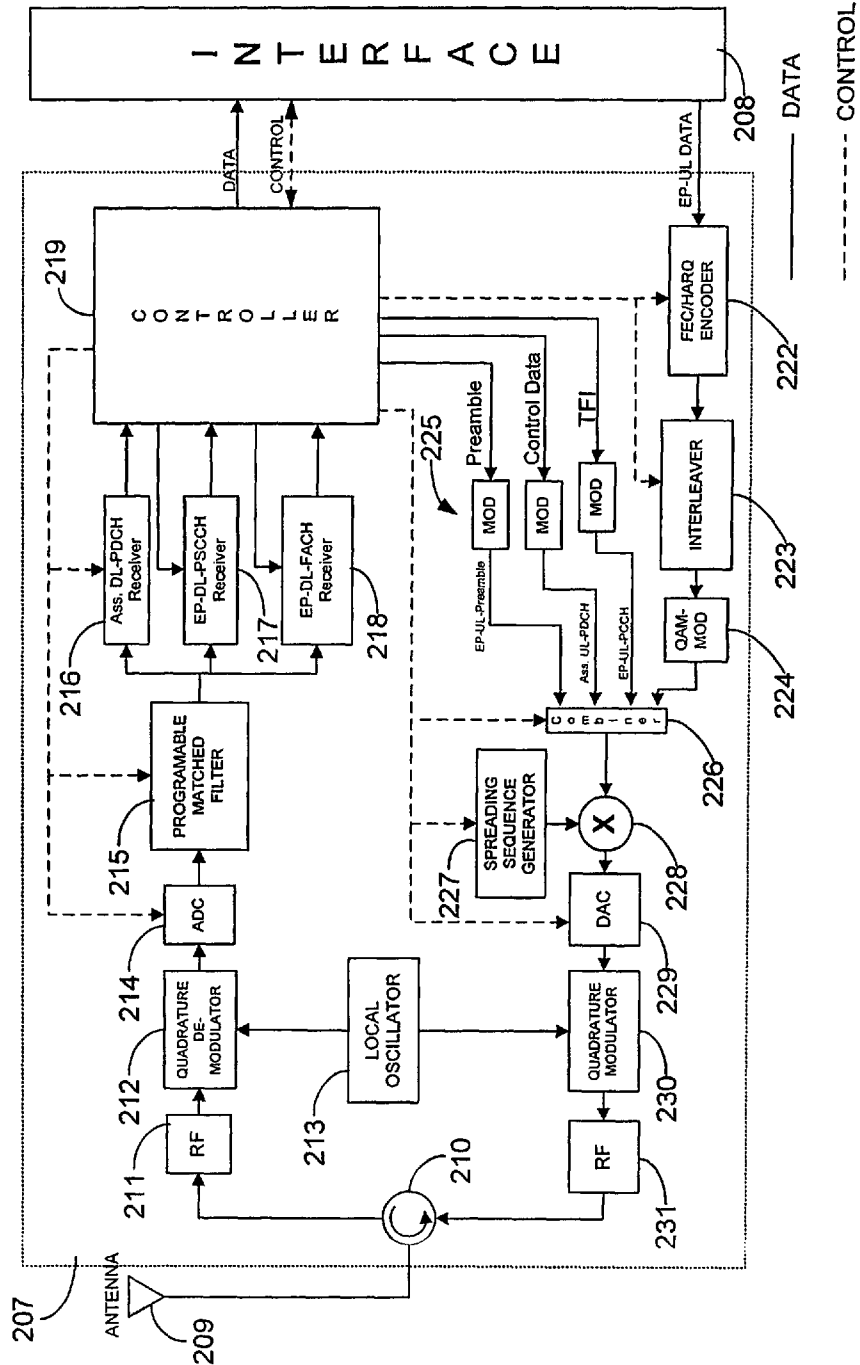 207
ANTENNA
209
210
211
RF
212
QUADRATURE
DE-
MODULATOR
214
ADC
215
PROGRAMABLE
MATCHED
FILTER
216
Ass. DL-PDCH
Receiver
EP-DL-PSCCH
Receiver
217
EP-DL-FACH
Receiver
218
219
CONTROLLER
DATA
CONTROL
INTERFACE
208
213
LOCAL
OSCILLATOR
225
Preamble
Control Data
TFI
MOD
MOD
MOD
EP-UL-Preamble
Ass. UL-PDCH
EP-UL-PCCH
EP-UL DATA
FEC/HARQ
ENCODER
222
INTERLEAVER
223
QAM-
MOD
224
Combiner
226
227
SPREADING
SEQUENCE
GENERATOR
X
228
DAC
229
QUADRATURE
MODULATOR
230
RF
231
DATA
CONTROL